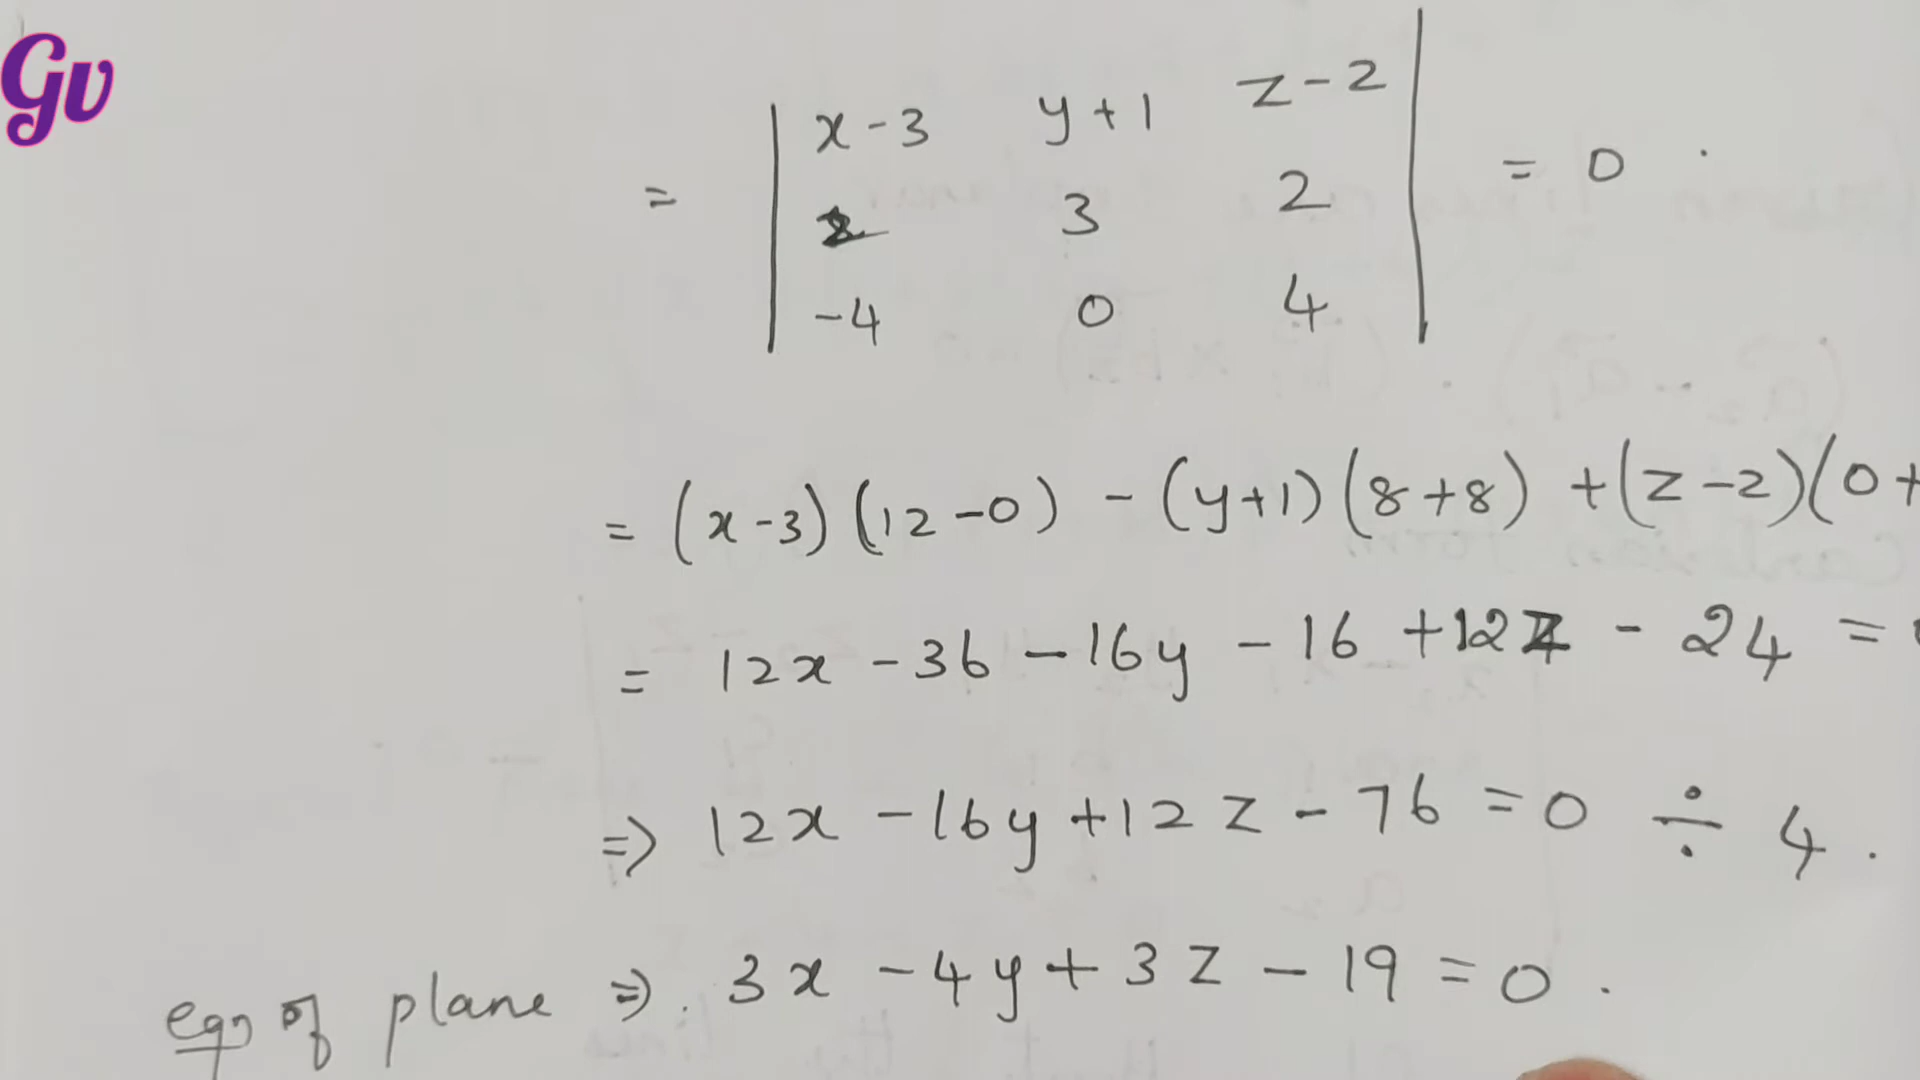 Gv
x-3 y+1 z-2
= 2 3 2 = 0 .
-4 0 4
= (x-3)(12-0) - (y+1)(8+8) + (z-2)(0+
= 12x - 36 - 16y - 16 + 12z - 24 =
=> 12x - 16y + 12z - 76 = 0 ÷ 4 .
eqn of plane => . 3x - 4y + 3z - 19 = 0 .